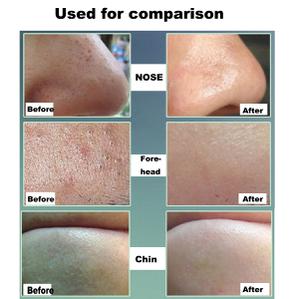 Used for comparison
NOSE
Before
After
Fore-
head
Before
After
Chin
Before
After